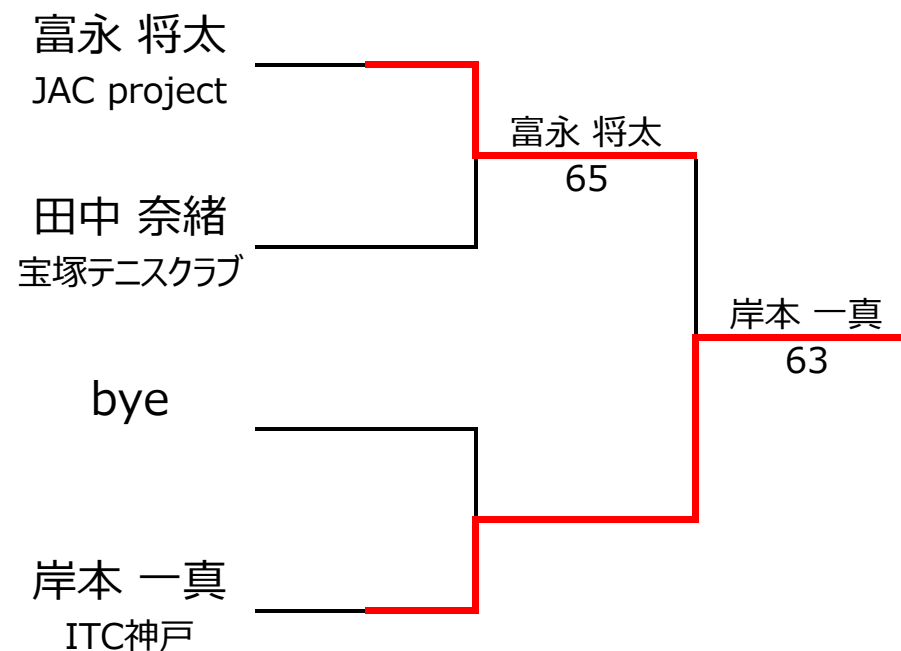 富永 将太
JAC project
田中 奈緒
宝塚テニスクラブ
bye
岸本 一真
ITC神戸
富永 将太
65
岸本 一真
63